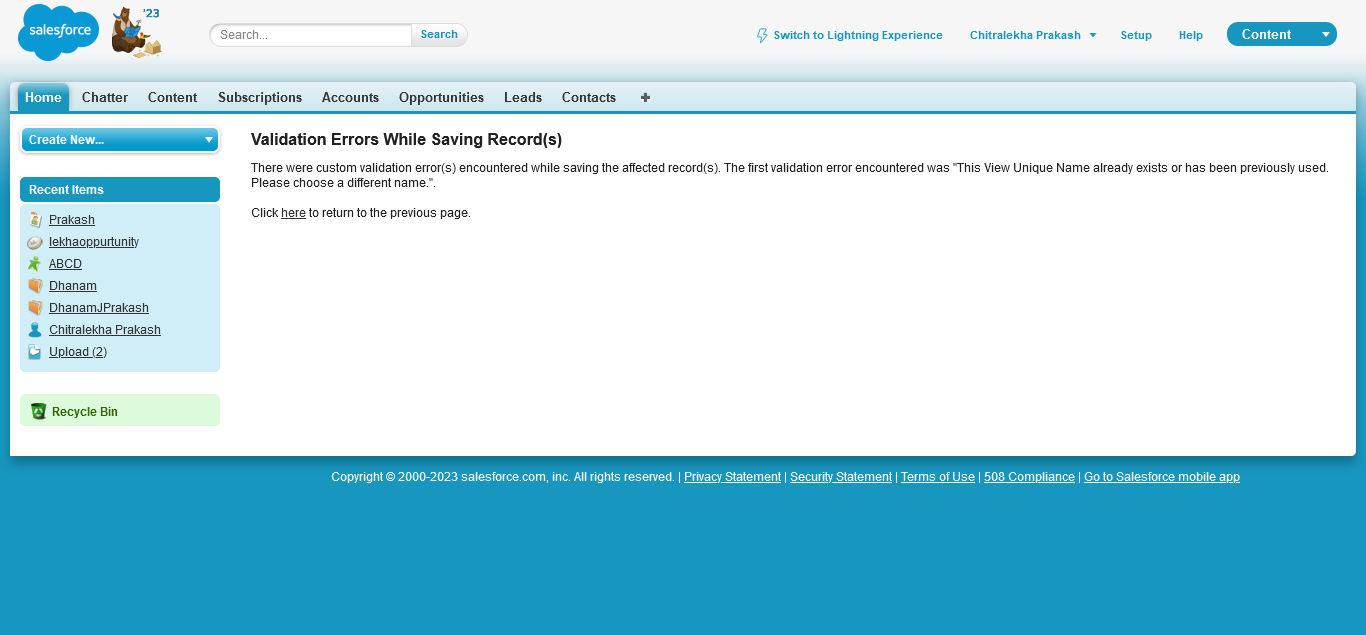 salesforce
'23
Search...
Search
Switch to Lightning Experience
Chitralekha Prakash
Setup
Help
Content
Home
Chatter
Content
Subscriptions
Accounts
Opportunities
Leads
Contacts
Create New...
Recent Items
Prakash
lekhaoppurtunity
ABCD
Dhanam
DhanamJPrakash
Chitralekha Prakash
Upload (2)
Recycle Bin
Validation Errors While Saving Record(s)
There were custom validation error(s) encountered while saving the affected record(s). The first validation error encountered was "This View Unique Name already exists or has been previously used.
Please choose a different name.".
Click here to return to the previous page.
Copyright © 2000-2023 salesforce.com, inc. All rights reserved. | Privacy Statement | Security Statement | Terms of Use | 508 Compliance | Go to Salesforce mobile app